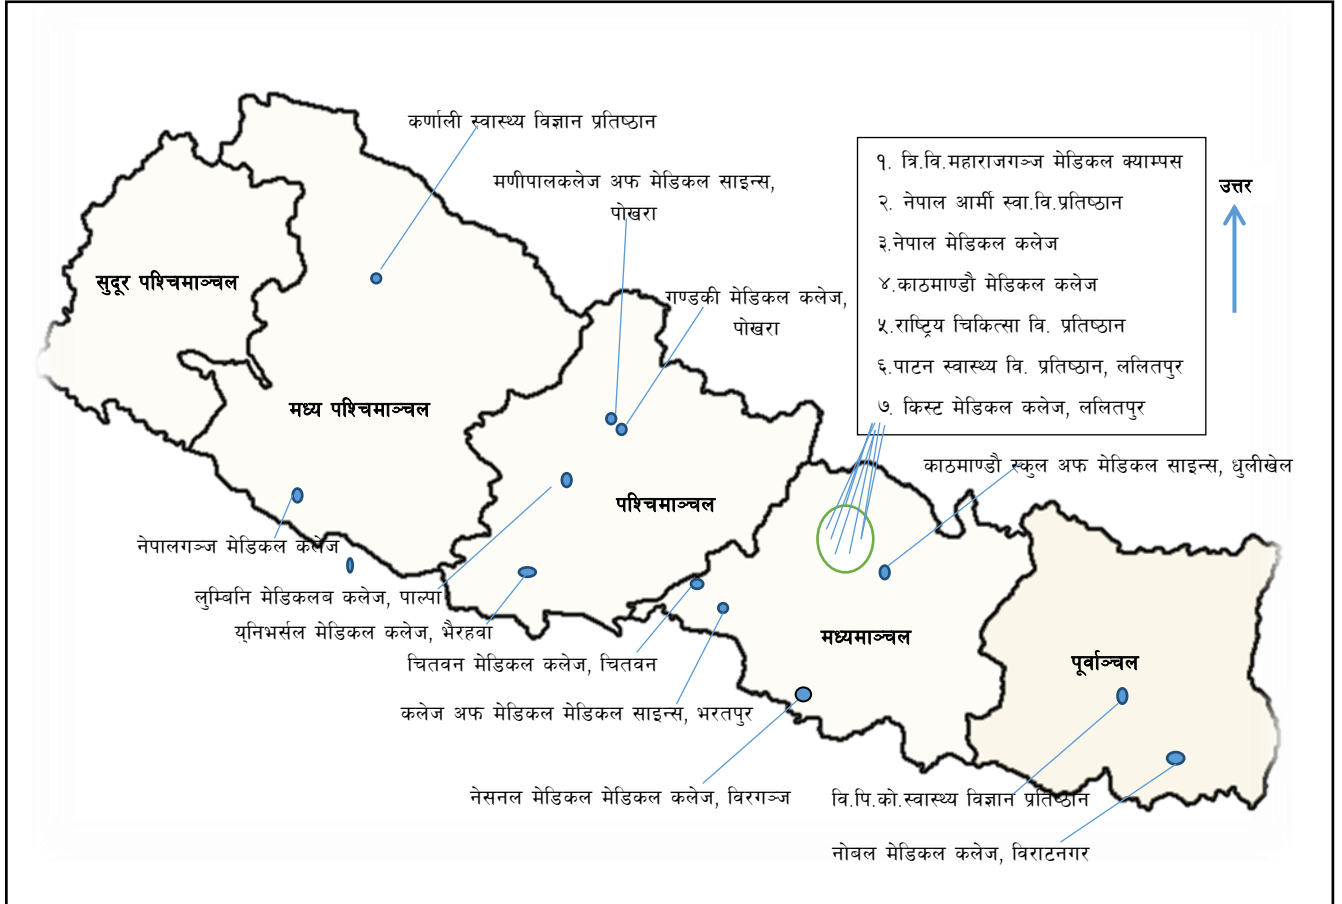 कर्णाली स्वास्थ्य विज्ञान प्रतिष्ठान
मणीपालकलेज अफ मेडिकल साइन्स,
पोखरा
१. त्रि.वि.महाराजगञ्ज मेडिकल क्याम्पस
२. नेपाल आर्मी स्वा.वि.प्रतिष्ठान
३.नेपाल मेडिकल कलेज
४.काठमाण्डौ मेडिकल कलेज
५.राष्ट्रिय चिकित्सा वि. प्रतिष्ठान
६.पाटन स्वास्थ्य वि. प्रतिष्ठान, ललितपुर
७. किस्ट मेडिकल कलेज, ललितपुर
उत्तर
सुदूर पश्चिमाञ्चल
गण्डकी मेडिकल कलेज,
पोखरा
मध्य पश्चिमाञ्चल
काठमाण्डौ स्कुल अफ मेडिकल साइन्स, धुलीखेल
पश्चिमाञ्चल
नेपालगञ्ज मेडिकल कलेज
लुम्बिनि मेडिकलब कलेज, पाल्पा
युनिभर्सल मेडिकल कलेज, भैरहवा
मध्यमाञ्चल
चितवन मेडिकल कलेज, चितवन
पूर्वाञ्चल
कलेज अफ मेडिकल मेडिकल साइन्स, भरतपुर
नेसनल मेडिकल मेडिकल कलेज, विरगञ्ज
वि.पि.को.स्वास्थ्य विज्ञान प्रतिष्ठान
नोबल मेडिकल कलेज, विराटनगर